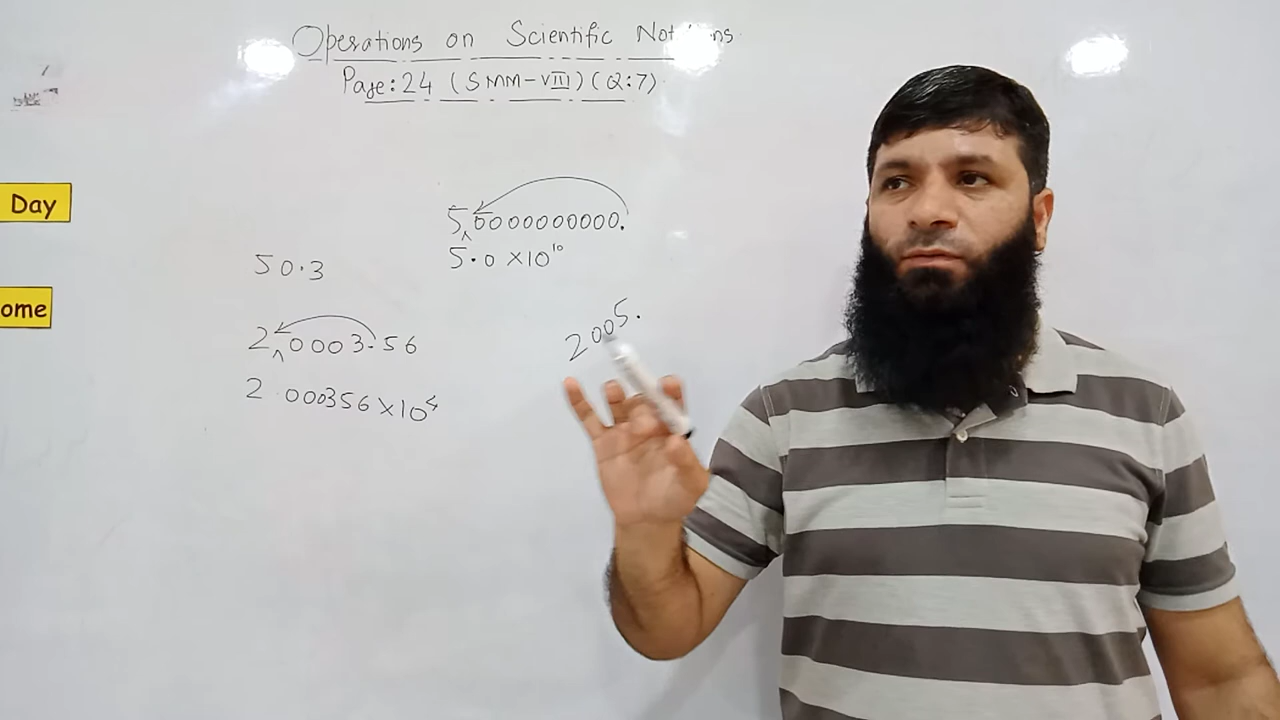 Operations on Scientific Notations
Page:24 (SMM-VIII) (Q:7)
Day
ome
50000000000.
5.0 ×10¹⁰
50.3
20003.56
2.000356×10⁴
2005.